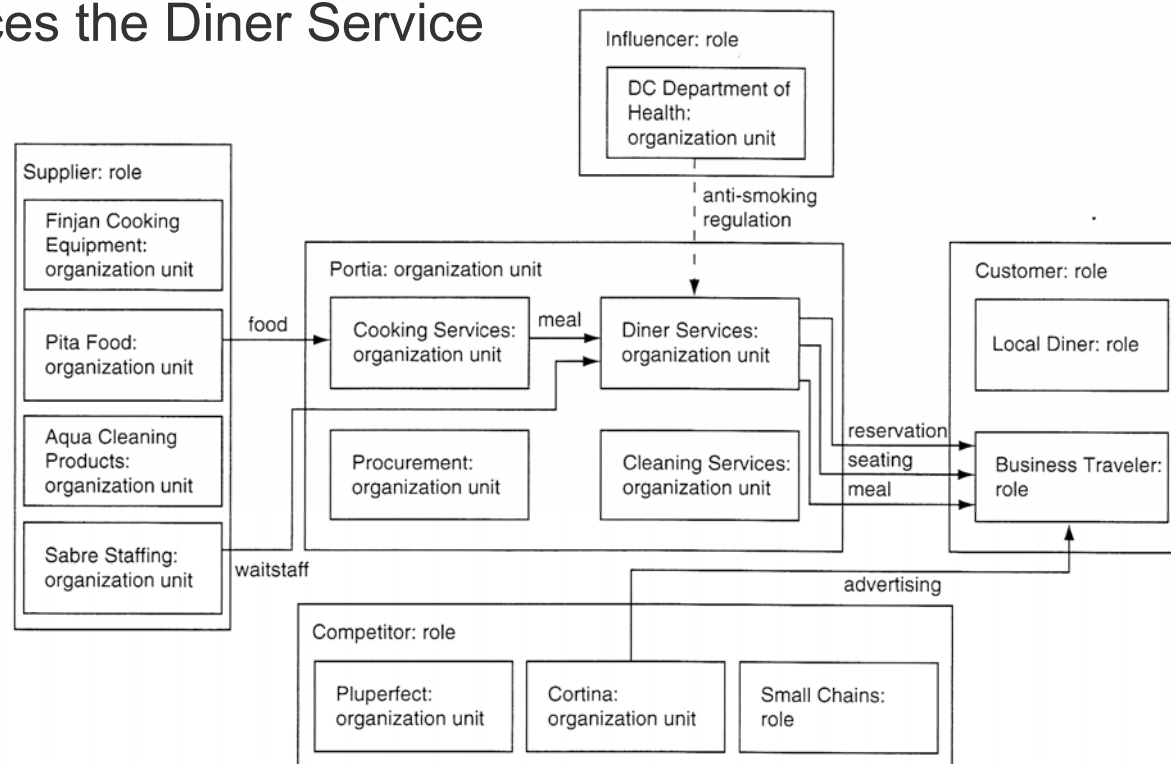 ces the Diner Service
Influencer: role
DC Department of
Health:
organization unit
anti-smoking
regulation
Supplier: role
Finjan Cooking
Equipment:
organization unit
Pita Food:
organization unit
Aqua Cleaning
Products:
organization unit
Sabre Staffing:
organization unit
food
waitstaff
Portia: organization unit
Cooking Services:
organization unit
meal
Diner Services:
organization unit
Procurement:
organization unit
Cleaning Services:
organization unit
reservation
seating
meal
Customer: role
Local Diner: role
Business Traveler:
role
advertising
Competitor: role
Pluperfect:
organization unit
Cortina:
organization unit
Small Chains:
role